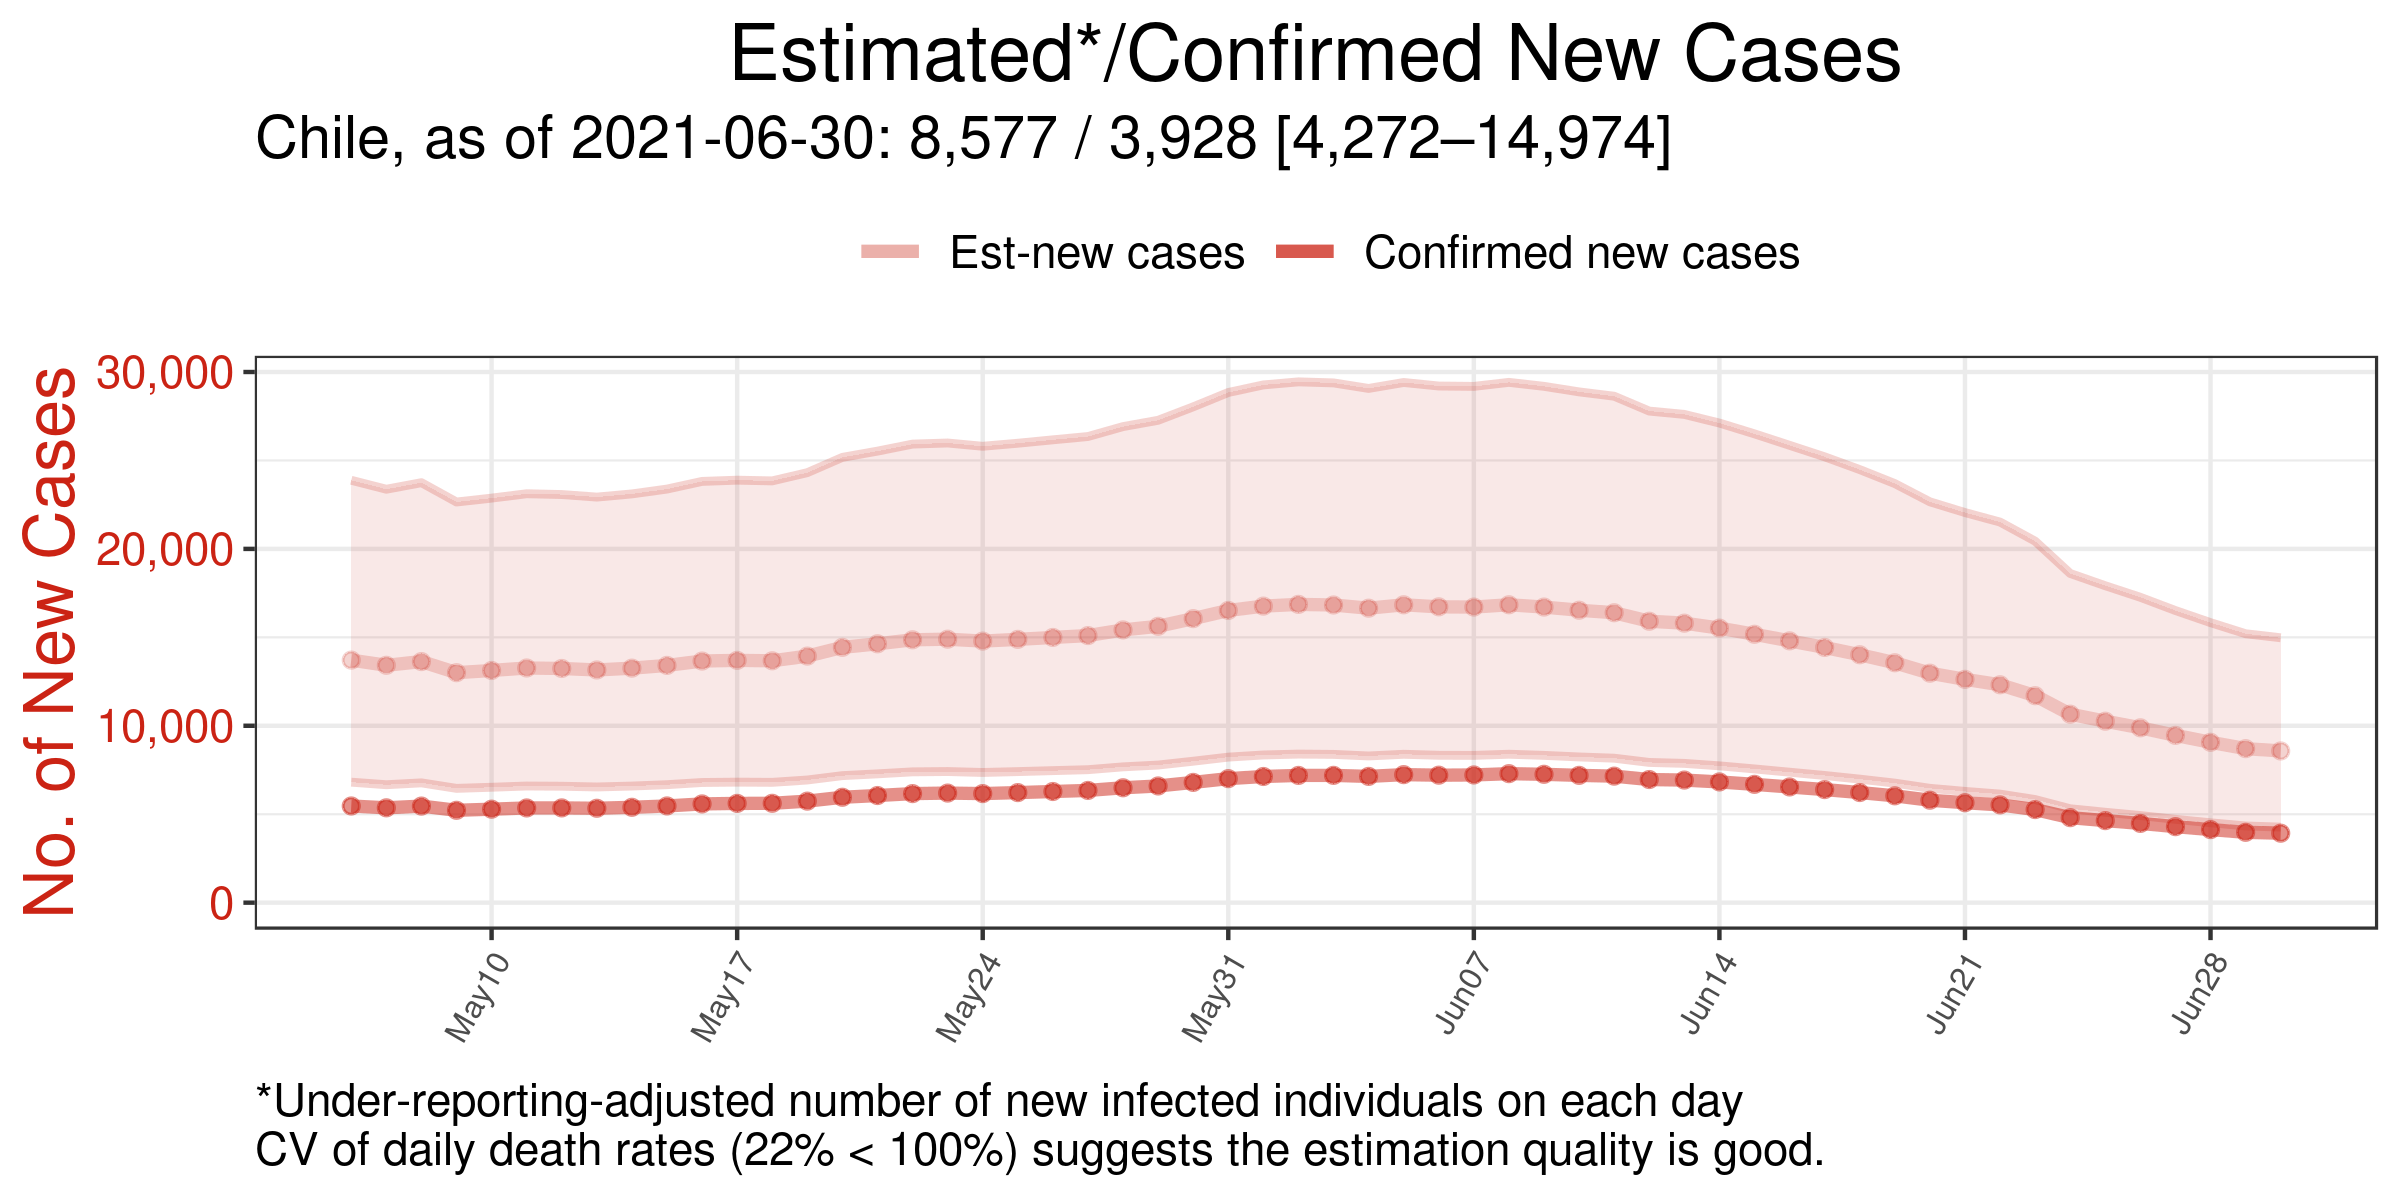 Estimated*/Confirmed New Cases
Chile, as of 2021-06-30: 8,577 / 3,928 [4,272–14,974]
Est-new cases
Confirmed new cases
No. of New Cases
30,000
20,000
10,000
0
May10
May17
May24
May31
Jun07
Jun14
Jun21
Jun28
*Under-reporting-adjusted number of new infected individuals on each day
CV of daily death rates (22% < 100%) suggests the estimation quality is good.